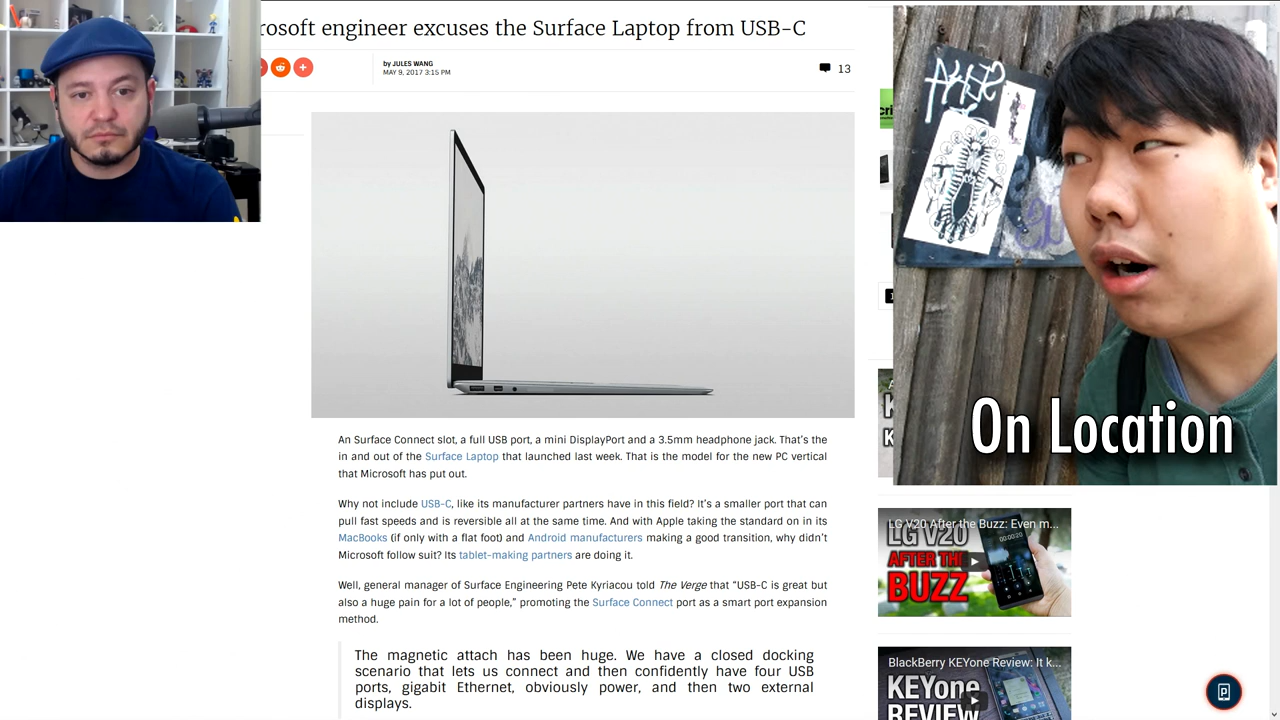 rosoft engineer excuses the Surface Laptop from USB-C
by JULES WANG
MAY 9, 2017 3:15 PM
13
An Surface Connect slot, a full USB port, a mini DisplayPort and a 3.5mm headphone jack. That's the
in and out of the Surface Laptop that launched last week. That is the model for the new PC vertical
that Microsoft has put out.
Why not include USB-C, like its manufacturer partners have in this field? It's a smaller port that can
pull fast speeds and is reversible all at the same time. And with Apple taking the standard on in its
MacBooks (if only with a flat foot) and Android manufacturers making a good transition, why didn't
Microsoft follow suit? Its tablet-making partners are doing it.
Well, general manager of Surface Engineering Pete Kyriacou told The Verge that “USB-C is great but
also a huge pain for a lot of people,” promoting the Surface Connect port as a smart port expansion
method.
The magnetic attach has been huge. We have a closed docking
scenario that lets us connect and then confidently have four USB
ports, gigabit Ethernet, obviously power, and then two external
displays.
On Location
LG V20 After the Buzz: Even m...
LG V20
AFTER THE
BUZZ
00:00:20
BlackBerry KEYone Review: It k...
KEYone
REVIEW